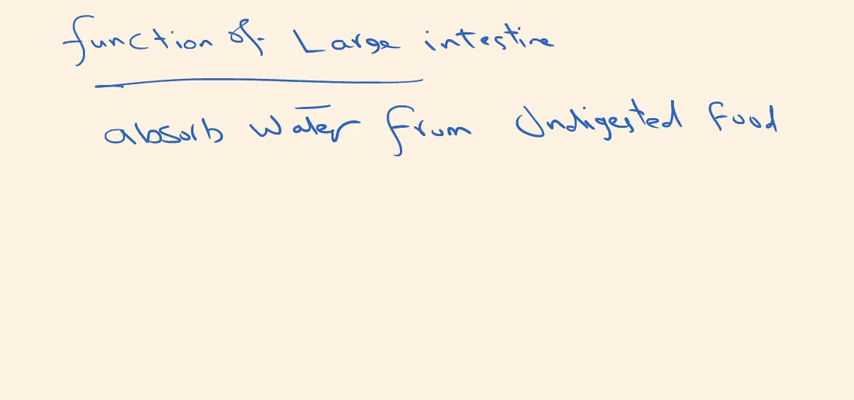 function of Large intestine
absorb water from Undigested food